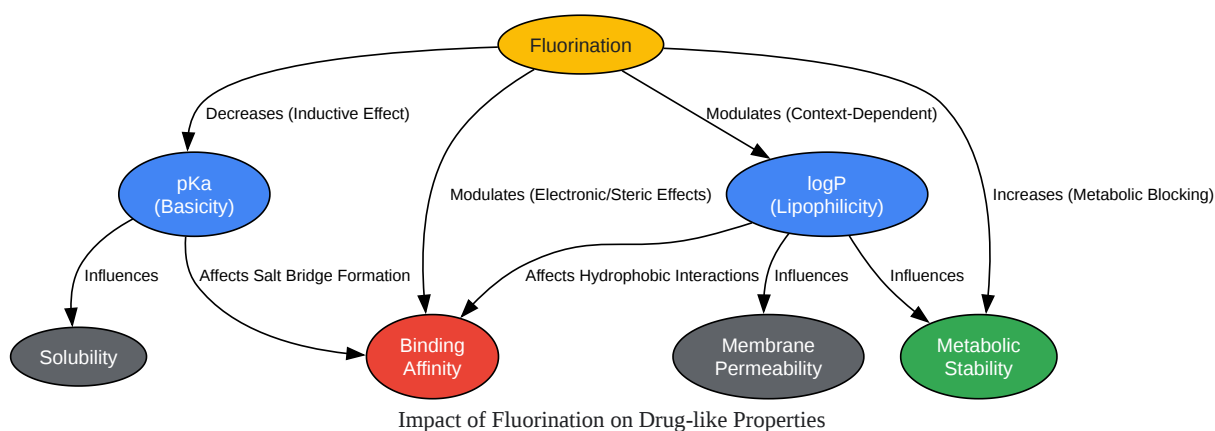 Fluorination
Decreases (Inductive Effect)
Modulates (Context-Dependent)
pKa
(Basicity)
Modulates (Electronic/Steric Effects)
logP
(Lipophilicity)
Increases (Metabolic Blocking)
Influences
Affects Salt Bridge Formation
Affects Hydrophobic Interactions
Influences
Influences
Solubility
Binding
Affinity
Membrane
Permeability
Metabolic
Stability
Impact of Fluorination on Drug-like Properties